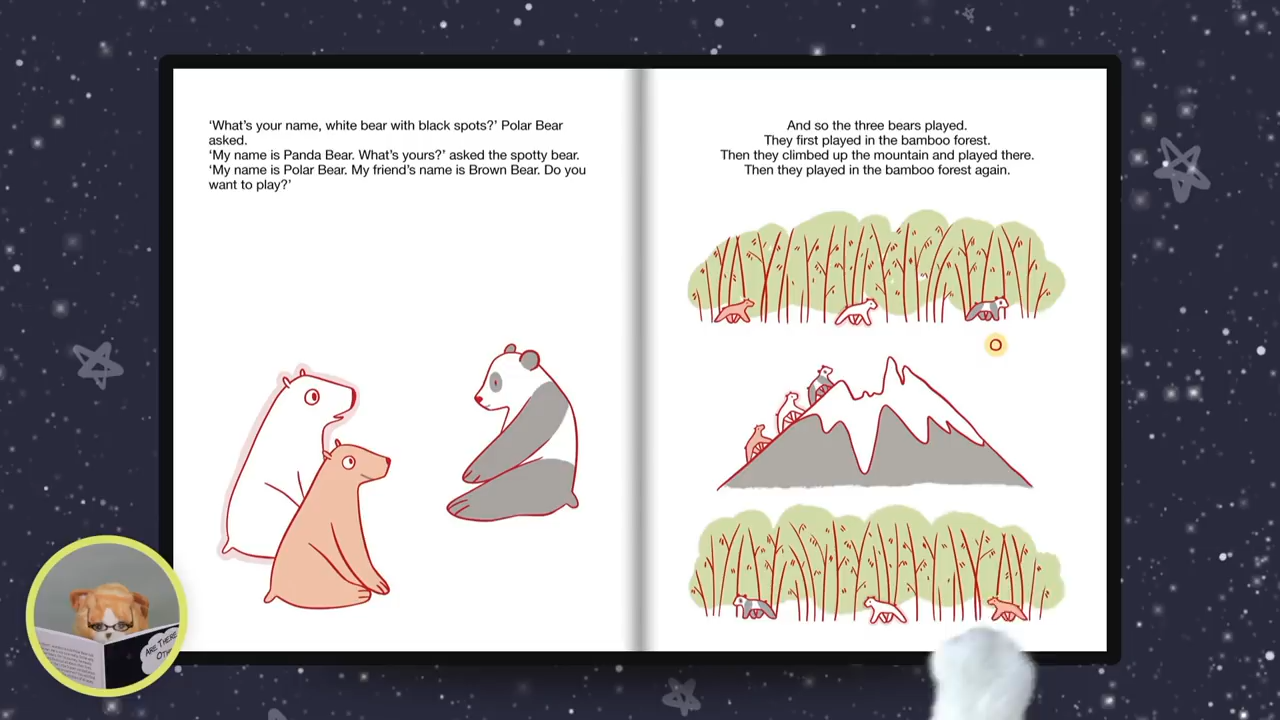 ‘What’s your name, white bear with black spots?’ Polar Bear
asked.
‘My name is Panda Bear. What’s yours?’ asked the spotty bear.
‘My name is Polar Bear. My friend’s name is Brown Bear. Do you
want to play?’
And so the three bears played.
They first played in the bamboo forest.
Then they climbed up the mountain and played there.
Then they played in the bamboo forest again.
ARE THERE